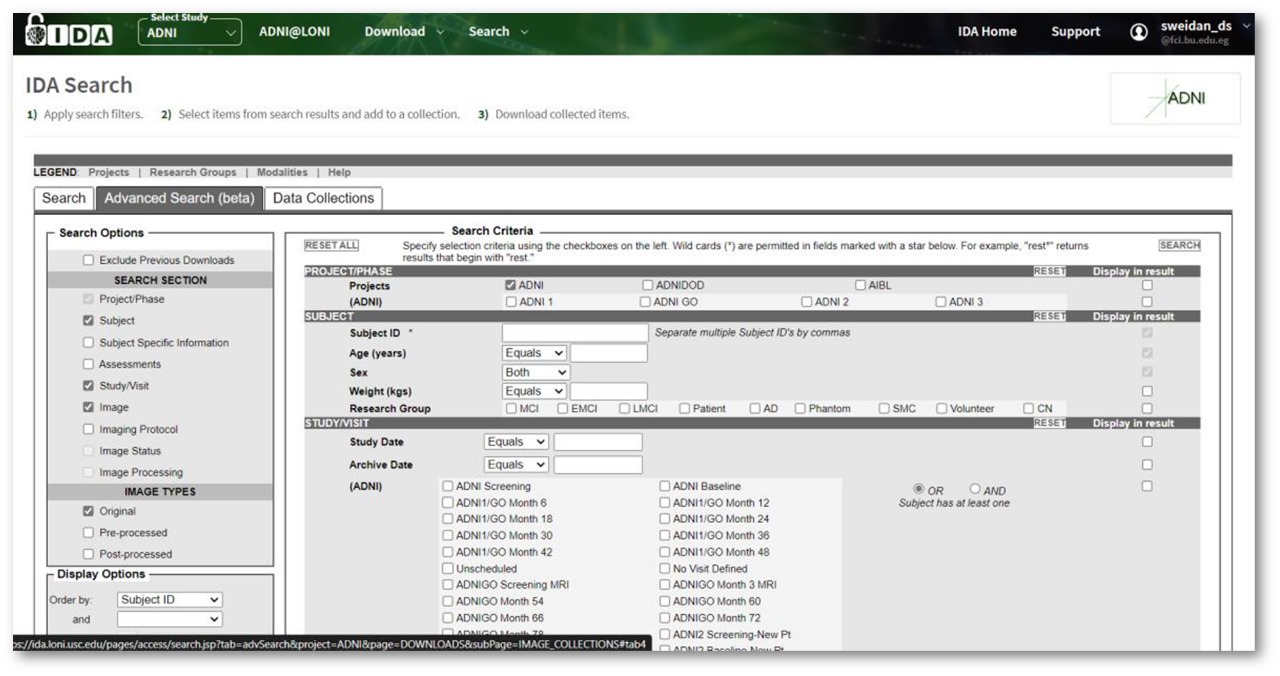 IDA
Select Study
ADNI
ADNI@LONI
Download
Search
IDA Home
Support
sweidan_ds
@fci.bu.edu.eg
IDA Search
1) Apply search filters. 2) Select items from search results and add to a collection. 3) Download collected items.
ADNI
LEGEND: Projects | Research Groups | Modalities | Help
Search
Advanced Search (beta)
Data Collections
Search Options
Exclude Previous Downloads
SEARCH SECTION
Project/Phase
Subject
Subject Specific Information
Assessments
Study/Visit
Image
Imaging Protocol
Image Status
Image Processing
IMAGE TYPES
Original
Pre-processed
Post-processed
Display Options
Order by: Subject ID
and
Search Criteria
RESET ALL
Specify selection criteria using the checkboxes on the left. Wild cards (*) are permitted in fields marked with a star below. For example, "rest*" returns
results that begin with "rest."
SEARCH
PROJECT/PHASE RESET Display in result
Projects ADNI ADNIDOD AIBL
(ADNI) ADNI 1 ADNI GO ADNI 2 ADNI 3
SUBJECT RESET Display in result
Subject ID * Separate multiple Subject ID's by commas
Age (years) Equals
Sex Both
Weight (kgs) Equals
Research Group MCI EMCI LMCI Patient AD Phantom SMC Volunteer CN
STUDY/VISIT RESET Display in result
Study Date Equals
Archive Date Equals
(ADNI) ADNI Screening ADNI Baseline OR AND
Subject has at least one
ADNI1/GO Month 6 ADNI1/GO Month 12
ADNI1/GO Month 18 ADNI1/GO Month 24
ADNI1/GO Month 30 ADNI1/GO Month 36
ADNI1/GO Month 42 ADNI1/GO Month 48
Unscheduled No Visit Defined
ADNIGO Screening MRI ADNIGO Month 3 MRI
ADNIGO Month 54 ADNIGO Month 60
ADNIGO Month 66 ADNIGO Month 72
ADNIGO Month 78 ADNI2 Screening-New Pt
ADNI2 Baseline-New Pt
ps://ida.loni.usc.edu/pages/access/search.jsp?tab=advSearch&project=ADNI&page=DOWNLOADS&subPage=IMAGE_COLLECTIONS#tab4